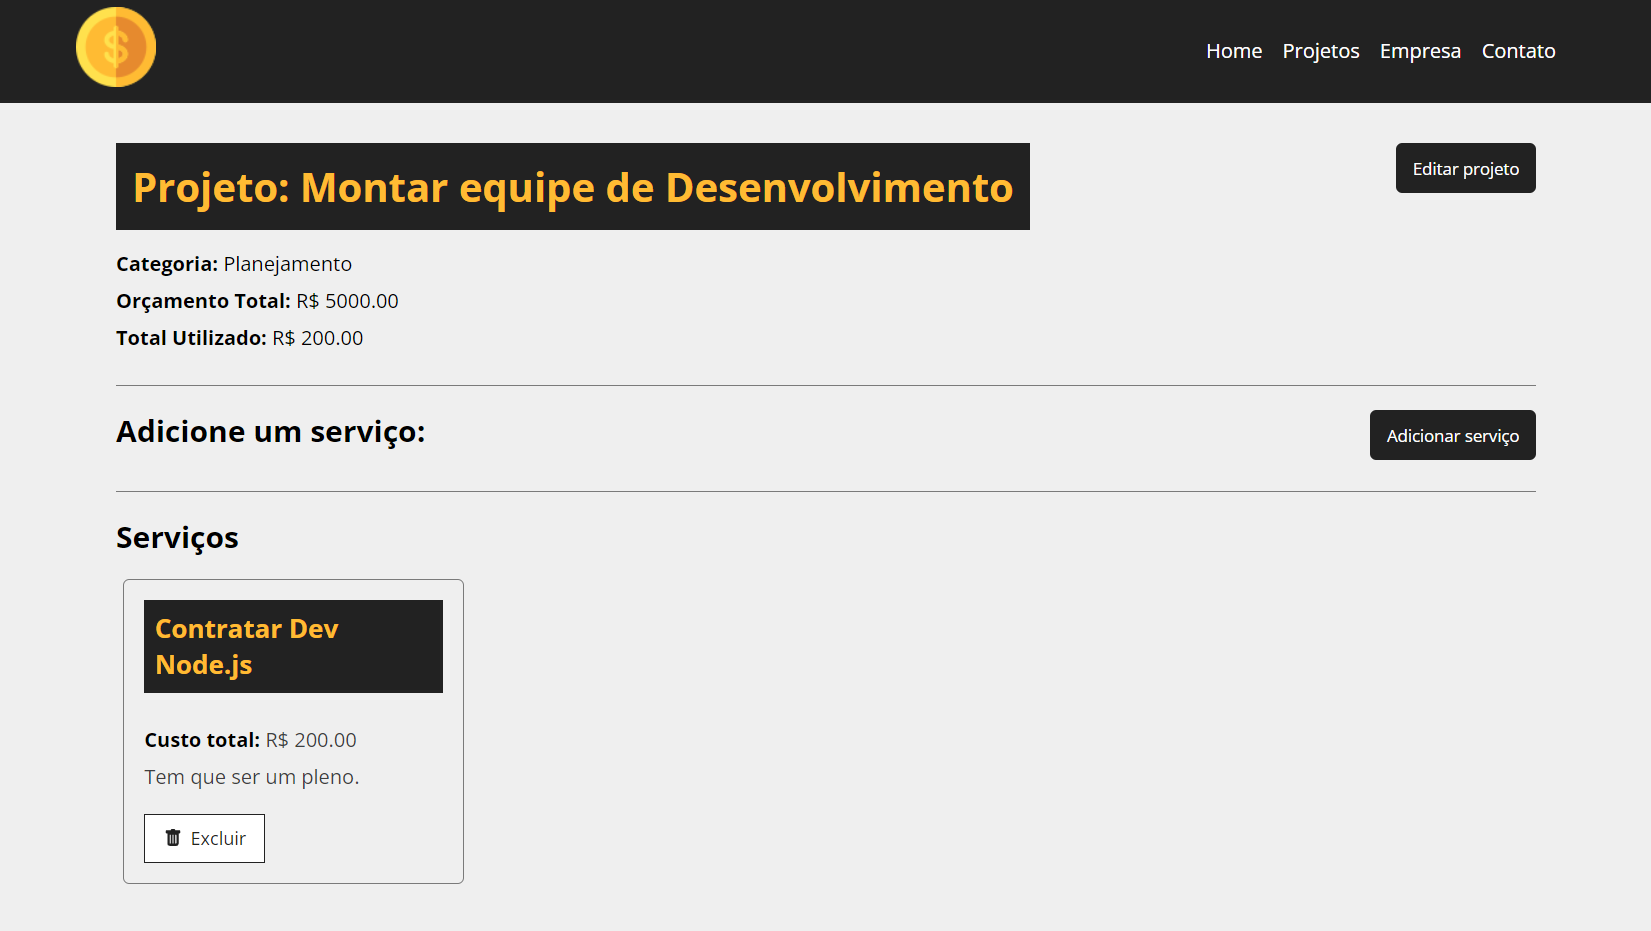 $
Home Projetos Empresa Contato
Projeto: Montar equipe de Desenvolvimento
Editar projeto
Categoria: Planejamento
Orçamento Total: R$ 5000.00
Total Utilizado: R$ 200.00
Adicione um serviço:
Adicionar serviço
Serviços
Contratar Dev
Node.js
Custo total: R$ 200.00
Tem que ser um pleno.
Excluir